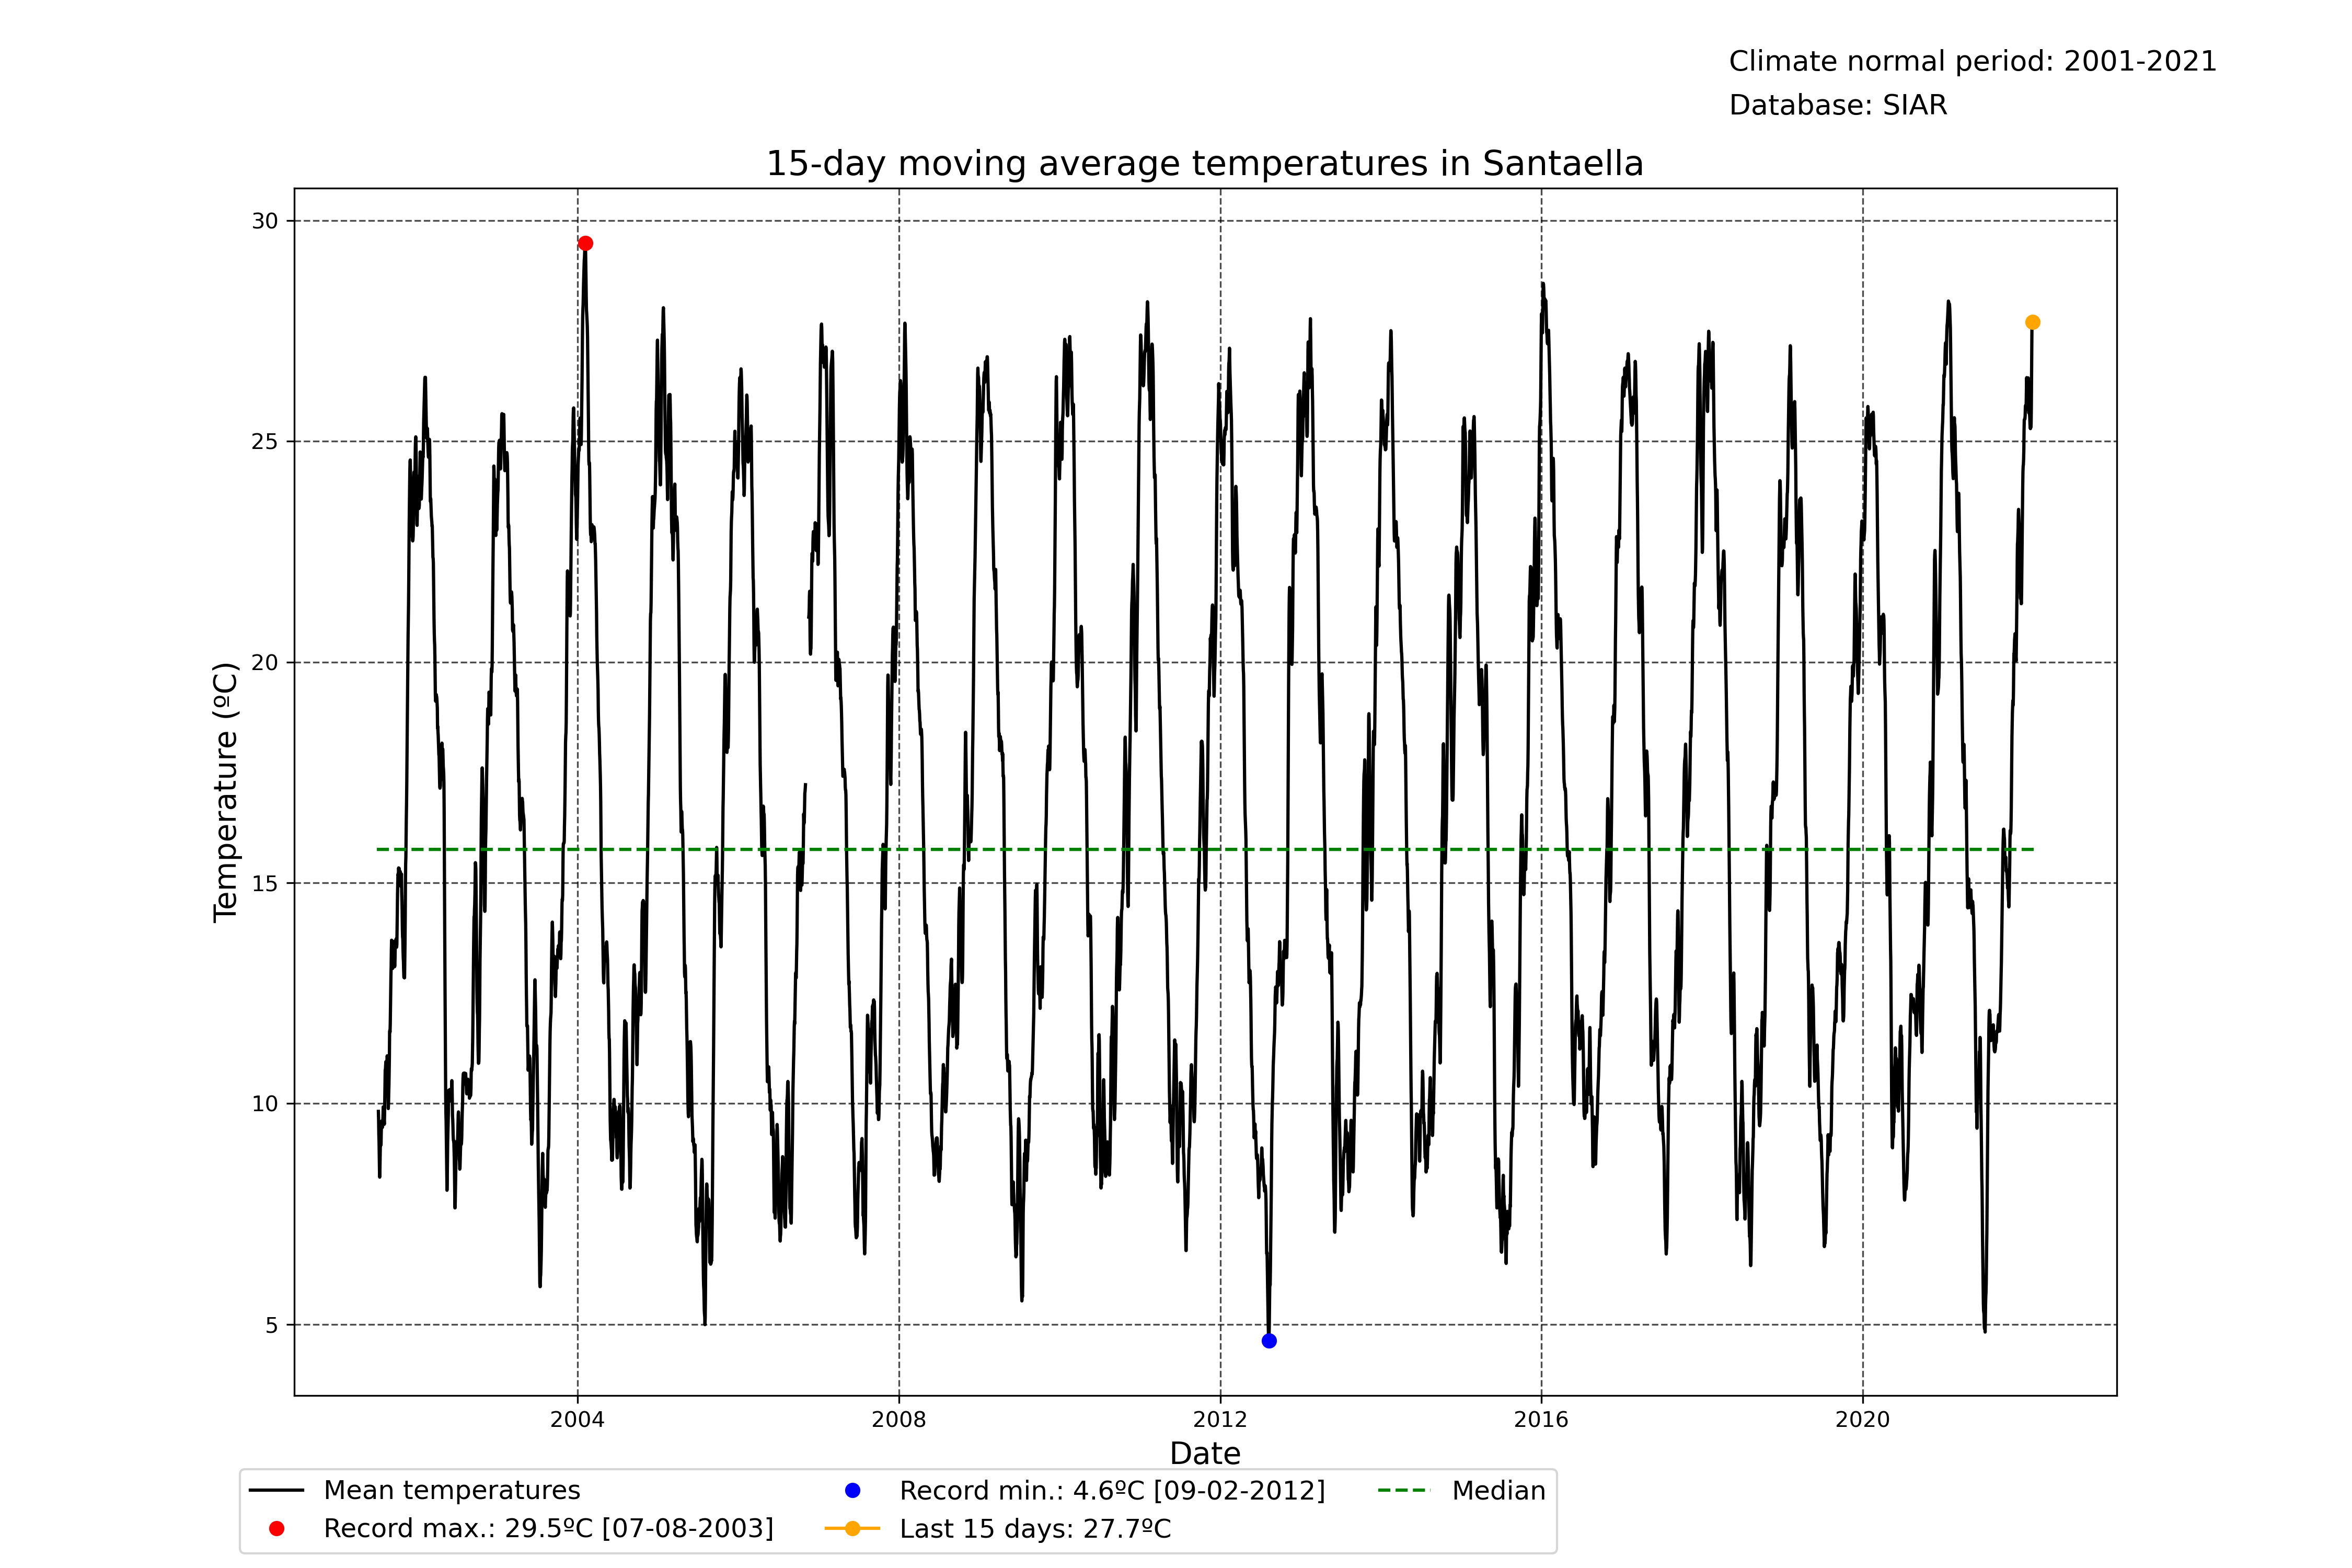 Climate normal period: 2001-2021
Database: SIAR
15-day moving average temperatures in Santaella
30
25
20
15
10
5
Temperature (ºC)
2004 2008 2012 2016 2020
Date
Mean temperatures
Record max.: 29.5ºC [07-08-2003]
Record min.: 4.6ºC [09-02-2012]
Last 15 days: 27.7ºC
Median